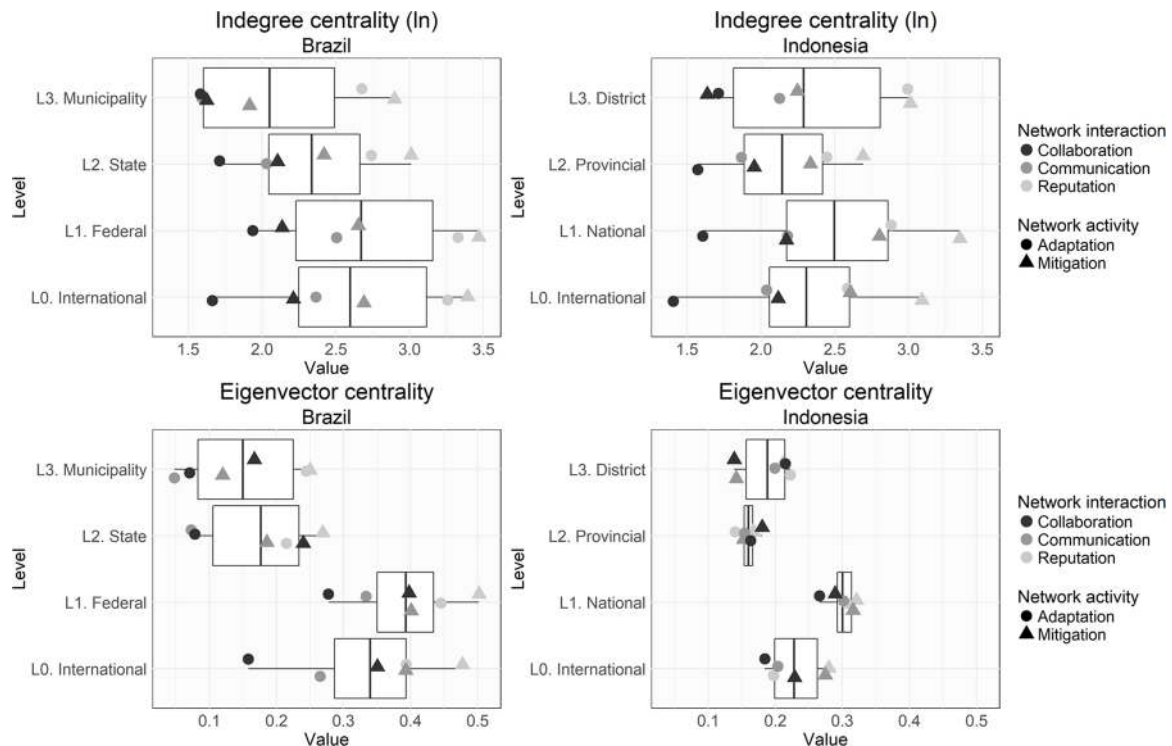 Indegree centrality (ln)
Brazil
Level
L3. Municipality
L2. State
L1. Federal
L0. International
1.5 2.0 2.5 3.0 3.5
Value
Indegree centrality (ln)
Indonesia
Level
L3. District
L2. Provincial
L1. National
L0. International
1.5 2.0 2.5 3.0 3.5
Value
Network interaction
Collaboration
Communication
Reputation
Network activity
Adaptation
Mitigation
Eigenvector centrality
Brazil
Level
L3. Municipality
L2. State
L1. Federal
L0. International
0.1 0.2 0.3 0.4 0.5
Value
Eigenvector centrality
Indonesia
Level
L3. District
L2. Provincial
L1. National
L0. International
0.1 0.2 0.3 0.4 0.5
Value
Network interaction
Collaboration
Communication
Reputation
Network activity
Adaptation
Mitigation